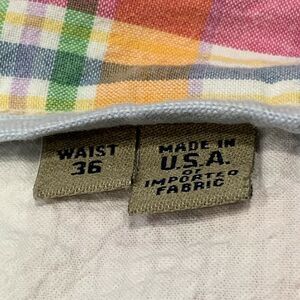 WAIST
36
MADE IN
U.S.A.
OF
IMPORTED
FABRIC